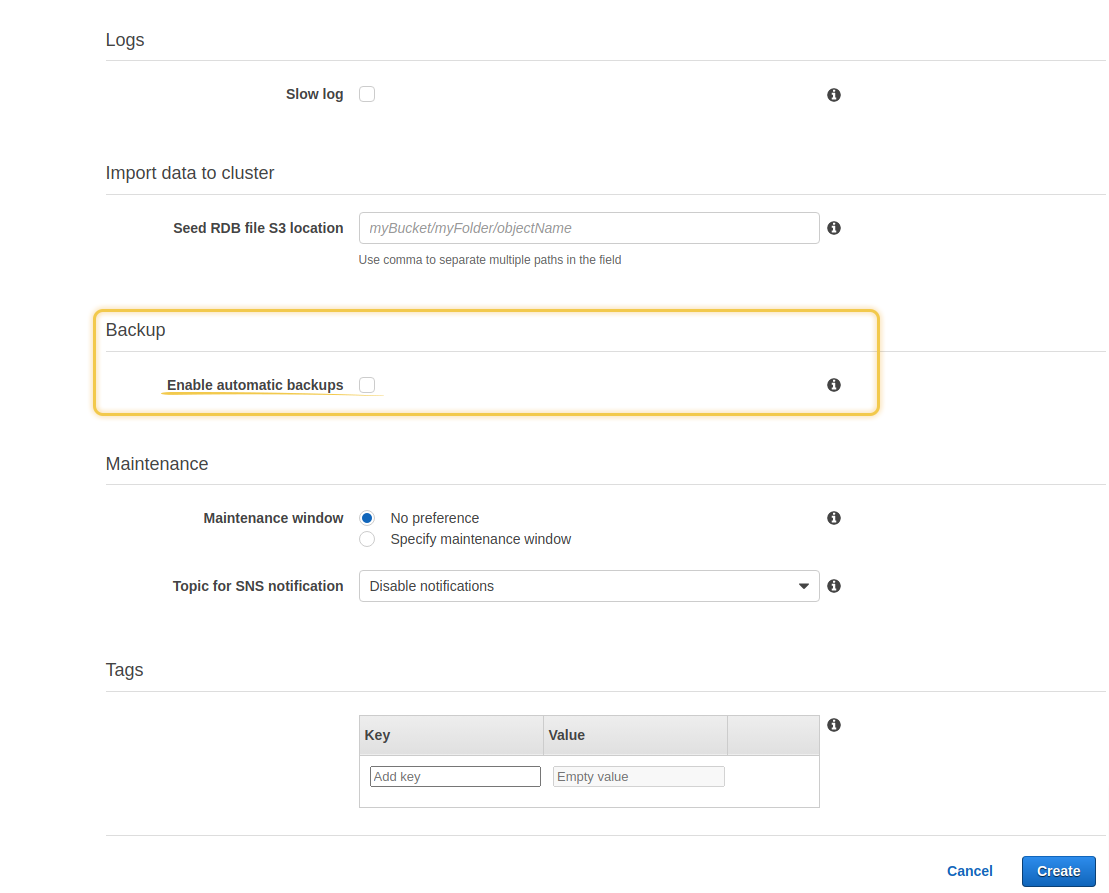 Logs
Slow log
Import data to cluster
Seed RDB file S3 location myBucket/myFolder/objectName
Use comma to separate multiple paths in the field
Backup
Enable automatic backups
Maintenance
Maintenance window No preference
Specify maintenance window
Topic for SNS notification Disable notifications
Tags
Key Value
Add key Empty value
Cancel Create